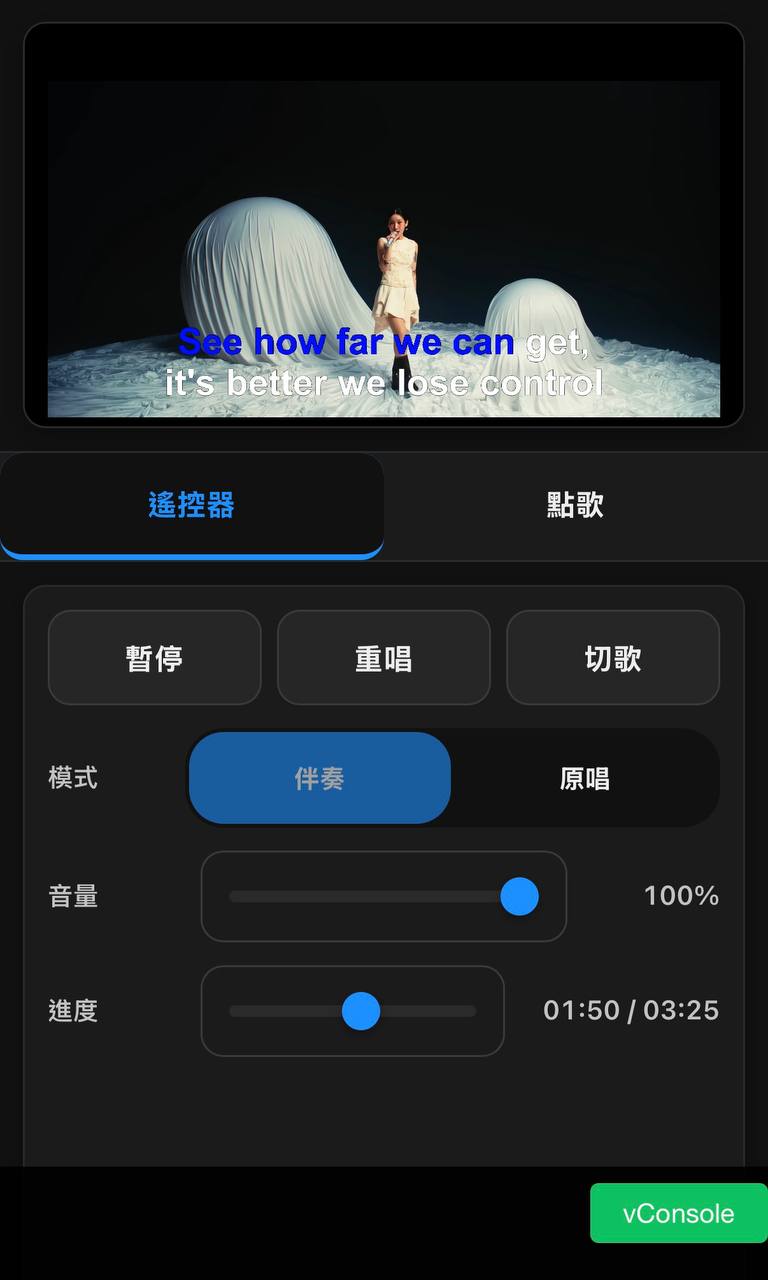 See how far we can get,
it's better we lose control
遙控器
點歌
暫停
重唱
切歌
模式
伴奏
原唱
音量
100%
進度
01:50 / 03:25
vConsole